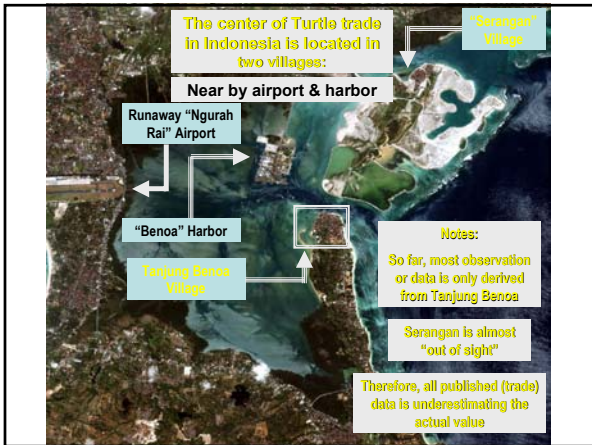 The center of Turtle trade
in Indonesia is located in
two villages:
Near by airport & harbor
"Serangan"
Village
Runaway "Ngurah
Rai" Airport
"Benoa" Harbor
Tanjung Benoa
Village
Notes:
So far, most observation
or data is only derived
from Tanjung Benoa
Serangan is almost
"out of sight"
Therefore, all published (trade)
data is underestimating the
actual value